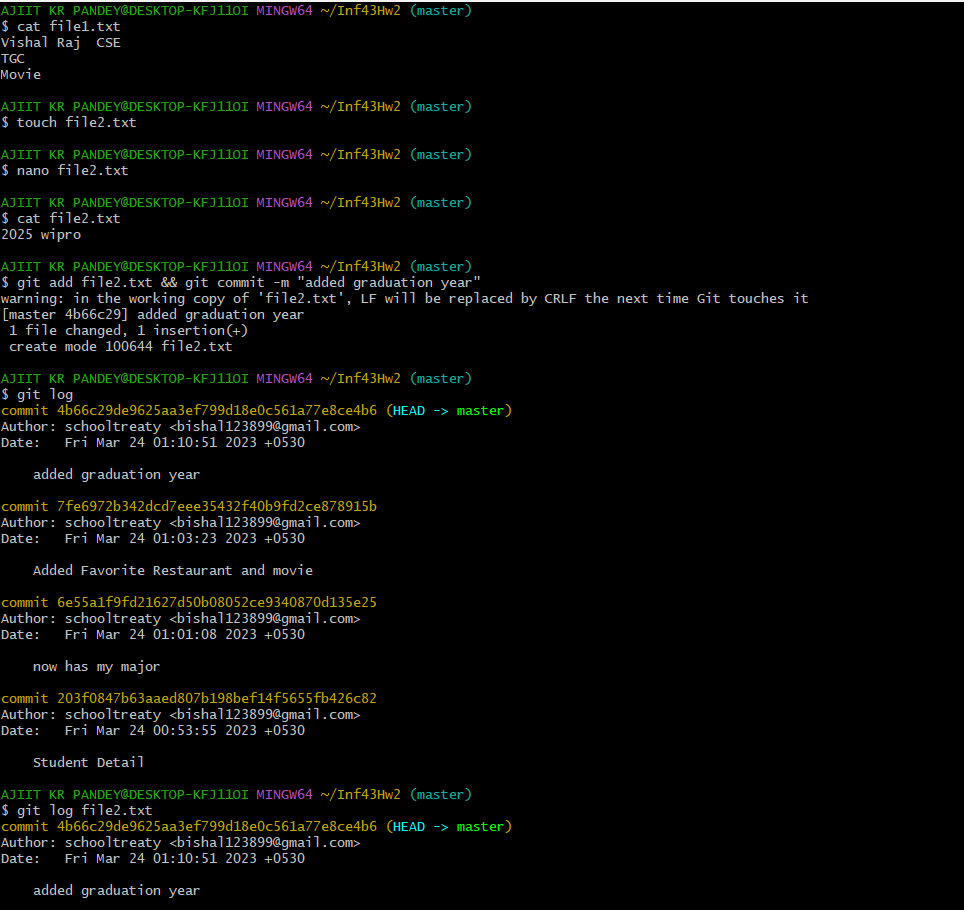 AJIIT KR PANDEY@DESKTOP-KFJ11OI MINGW64 ~/Inf43Hw2 (master)
$ cat file1.txt
Vishal Raj  CSE
TGC
Movie
AJIIT KR PANDEY@DESKTOP-KFJ11OI MINGW64 ~/Inf43Hw2 (master)
$ touch file2.txt
AJIIT KR PANDEY@DESKTOP-KFJ11OI MINGW64 ~/Inf43Hw2 (master)
$ nano file2.txt
AJIIT KR PANDEY@DESKTOP-KFJ11OI MINGW64 ~/Inf43Hw2 (master)
$ cat file2.txt
2025 wipro
AJIIT KR PANDEY@DESKTOP-KFJ11OI MINGW64 ~/Inf43Hw2 (master)
$ git add file2.txt && git commit -m "added graduation year"
warning: in the working copy of 'file2.txt', LF will be replaced by CRLF the next time Git touches it
[master 4b66c29] added graduation year
 1 file changed, 1 insertion(+)
 create mode 100644 file2.txt
AJIIT KR PANDEY@DESKTOP-KFJ11OI MINGW64 ~/Inf43Hw2 (master)
$ git log
commit 4b66c29de9625aa3ef799d18e0c561a77e8ce4b6 (HEAD -> master)
Author: schooltreaty <bishal123899@gmail.com>
Date:   Fri Mar 24 01:10:51 2023 +0530
    added graduation year
commit 7fe6972b342dcd7eee35432f40b9fd2ce878915b
Author: schooltreaty <bishal123899@gmail.com>
Date:   Fri Mar 24 01:03:23 2023 +0530
    Added Favorite Restaurant and movie
commit 6e55a1f9fd21627d50b08052ce9340870d135e25
Author: schooltreaty <bishal123899@gmail.com>
Date:   Fri Mar 24 01:01:08 2023 +0530
    now has my major
commit 203f0847b63aaed807b198bef14f5655fb426c82
Author: schooltreaty <bishal123899@gmail.com>
Date:   Fri Mar 24 00:53:55 2023 +0530
    Student Detail
AJIIT KR PANDEY@DESKTOP-KFJ11OI MINGW64 ~/Inf43Hw2 (master)
$ git log file2.txt
commit 4b66c29de9625aa3ef799d18e0c561a77e8ce4b6 (HEAD -> master)
Author: schooltreaty <bishal123899@gmail.com>
Date:   Fri Mar 24 01:10:51 2023 +0530
    added graduation year